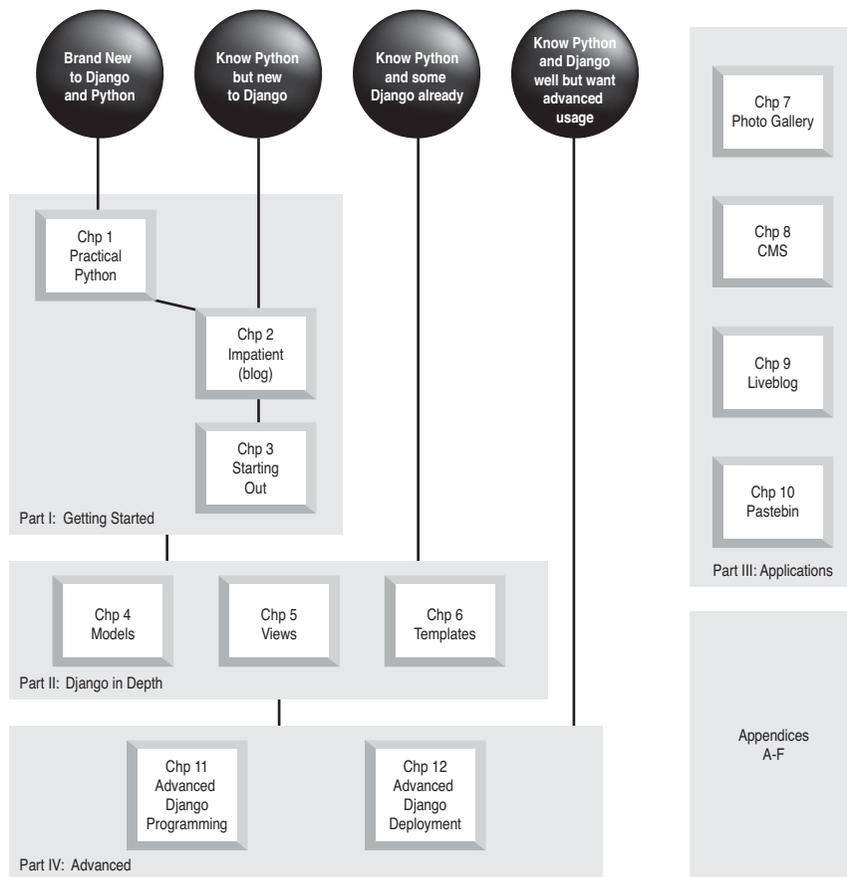 Brand New
to Django
and Python
Know Python
but new
to Django
Know Python
and some
Django already
Know Python
and Django
well but want
advanced
usage
Chp 1
Practical
Python
Chp 2
Impatient
(blog)
Chp 3
Starting
Out
Part I: Getting Started
Chp 4
Models
Chp 5
Views
Chp 6
Templates
Part II: Django in Depth
Chp 11
Advanced
Django
Programming
Chp 12
Advanced
Django
Deployment
Part IV: Advanced
Chp 7
Photo Gallery
Chp 8
CMS
Chp 9
Liveblog
Chp 10
Pastebin
Part III: Applications
Appendices
A-F